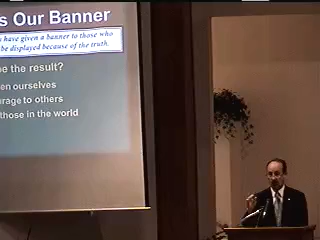 s Our Banner
have given a banner to those who
be displayed because of the truth
e the result?
en ourselves
urage to others
those in the world